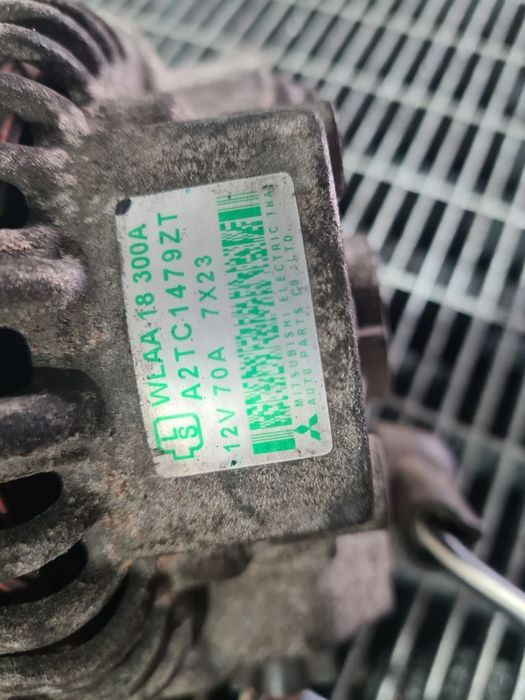 WLAA 18 300A
L
S
A2TC1479ZT
12V 70A 7X23
MITSUBISHI ELECTRIC THAI
AUTO PARTS CO.,LTD.